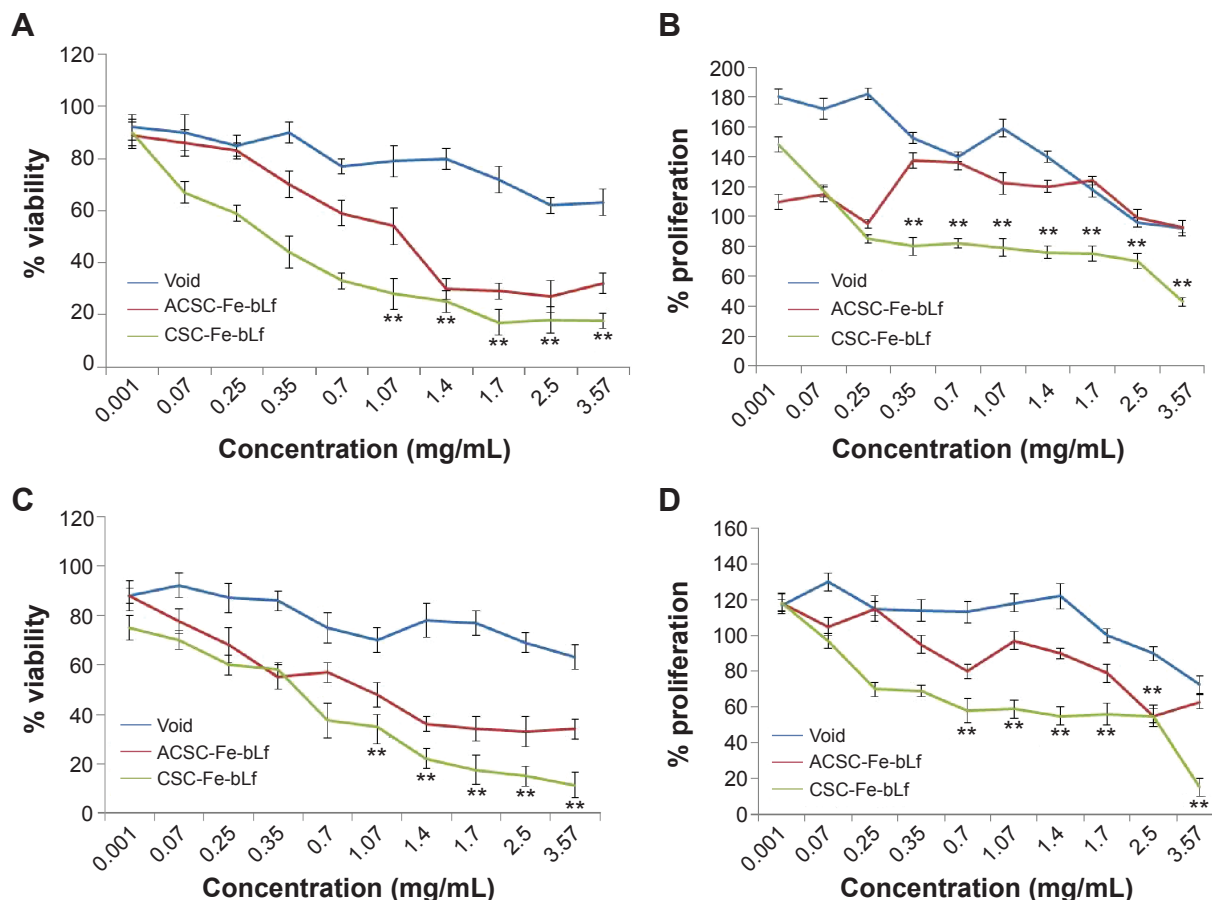 A
120
100
80
60
40
20
0
% viability
Void
ACSC-Fe-bLf
CSC-Fe-bLf
** ** ** ** **
0.001 0.07 0.25 0.35 0.7 1.07 1.4 1.7 2.5 3.57
Concentration (mg/mL)
B
200
180
160
140
120
100
80
60
40
20
0
% proliferation
** ** ** ** ** ** **
Void
ACSC-Fe-bLf
CSC-Fe-bLf
0.001 0.07 0.25 0.35 0.7 1.07 1.4 1.7 2.5 3.57
Concentration (mg/mL)
C
120
100
80
60
40
20
0
% viability
Void
ACSC-Fe-bLf
CSC-Fe-bLf
** ** ** ** **
0.001 0.07 0.25 0.35 0.7 1.07 1.4 1.7 2.5 3.57
Concentration (mg/mL)
D
160
140
120
100
80
60
40
20
0
% proliferation
** ** ** ** ** **
Void
ACSC-Fe-bLf
CSC-Fe-bLf
0.001 0.07 0.25 0.35 0.7 1.07 1.4 1.7 2.5 3.57
Concentration (mg/mL)